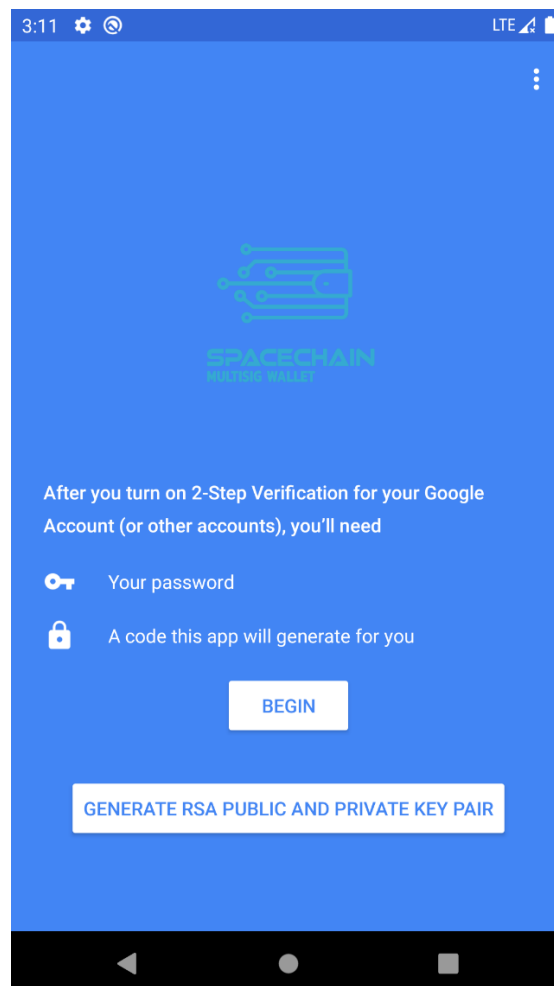 3:11
LTE
SPACECHAIN
MULTISIG WALLET
After you turn on 2-Step Verification for your Google
Account (or other accounts), you’ll need
Your password
A code this app will generate for you
BEGIN
GENERATE RSA PUBLIC AND PRIVATE KEY PAIR